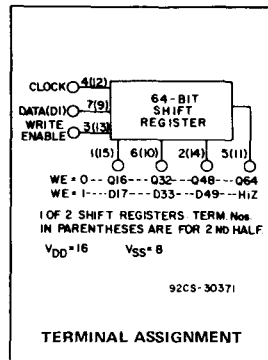 CLOCK 4(12)
DATA(D1) 7(9)
WRITE ENABLE 3(13)
64-BIT
SHIFT
REGISTER
1(15) 6(10) 2(14) 5(11)
WE=0---Q16---Q32---Q48---Q64
WE=1---D17---D33---D49---HiZ
1 OF 2 SHIFT REGISTERS TERM. Nos.
IN PARENTHESES ARE FOR 2ND HALF
VDD=16 VSS=8
92CS-30371
TERMINAL ASSIGNMENT